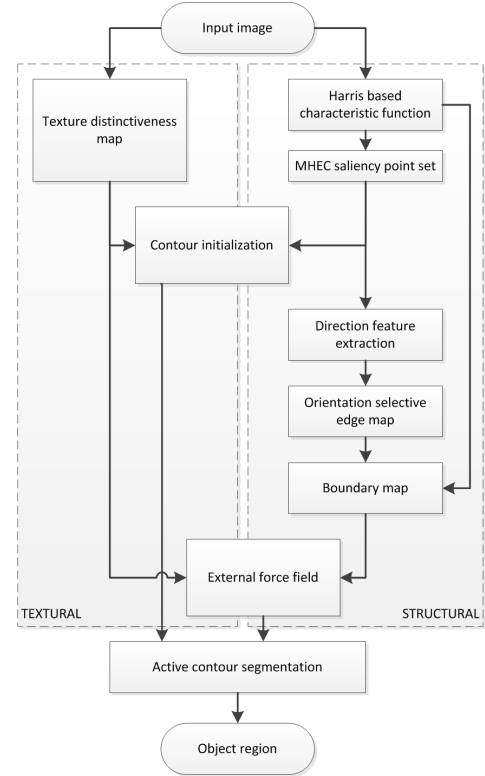 Input image
Texture distinctiveness
map
Harris based
characteristic function
MHEC saliency point set
Contour initialization
Direction feature
extraction
Orientation selective
edge map
Boundary map
External force field
TEXTURAL
STRUCTURAL
Active contour segmentation
Object region